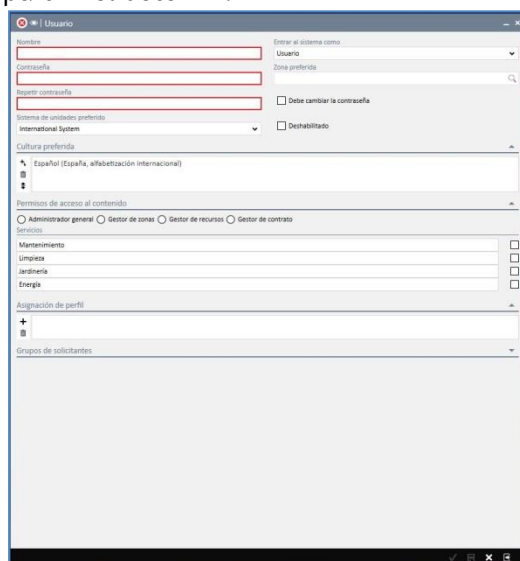 Usuario
Nombre
Entrar al sistema como
Usuario
Contraseña
Zona preferida
Repetir contraseña
Debe cambiar la contraseña
Sistema de unidades preferido
International System
Deshabilitado
Cultura preferida
Español (España, alfabetización internacional)
Permisos de acceso al contenido
Administrador general Gestor de zonas Gestor de recursos Gestor de contrato
Servicios
Mantenimiento
Limpieza
Jardinería
Energía
Asignación de perfil
Grupos de solicitantes